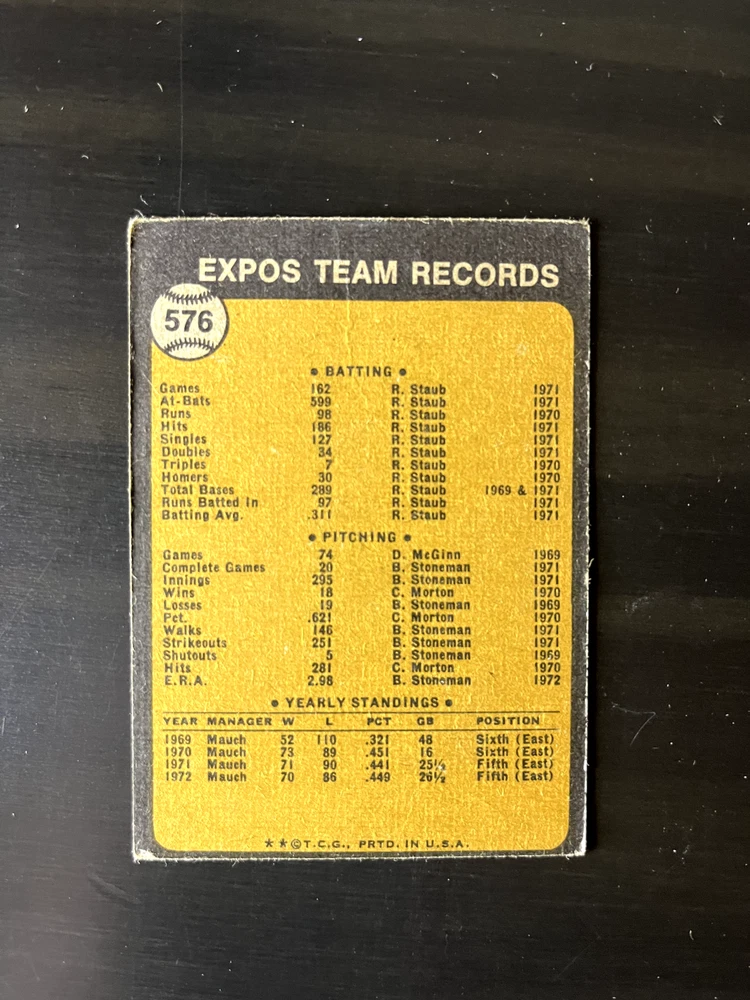 EXPOS TEAM RECORDS
576
● BATTING ●
Games 162 R. Staub 1971
At-Bats 599 R. Staub 1971
Runs 98 R. Staub 1970
Hits 186 R. Staub 1971
Singles 127 R. Staub 1971
Doubles 34 R. Staub 1971
Triples 7 R. Staub 1970
Homers 30 R. Staub 1970
Total Bases 289 R. Staub 1969 & 1971
Runs Batted In 97 R. Staub 1971
Batting Avg. .311 R. Staub 1971
● PITCHING ●
Games 74 D. McGinn 1969
Complete Games 20 B. Stoneman 1971
Innings 295 B. Stoneman 1971
Wins 18 C. Morton 1970
Losses 19 B. Stoneman 1969
Pct. .621 C. Morton 1970
Walks 146 B. Stoneman 1971
Strikeouts 251 B. Stoneman 1971
Shutouts 5 B. Stoneman 1969
Hits 281 C. Morton 1970
E.R.A. 2.98 B. Stoneman 1972
● YEARLY STANDINGS ●
YEAR MANAGER W L PCT GB POSITION
1969 Mauch 52 110 .321 48 Sixth (East)
1970 Mauch 73 89 .451 16 Sixth (East)
1971 Mauch 71 90 .441 25½ Fifth (East)
1972 Mauch 70 86 .449 26½ Fifth (East)
★★©T.C.G., PRTD. IN U.S.A.